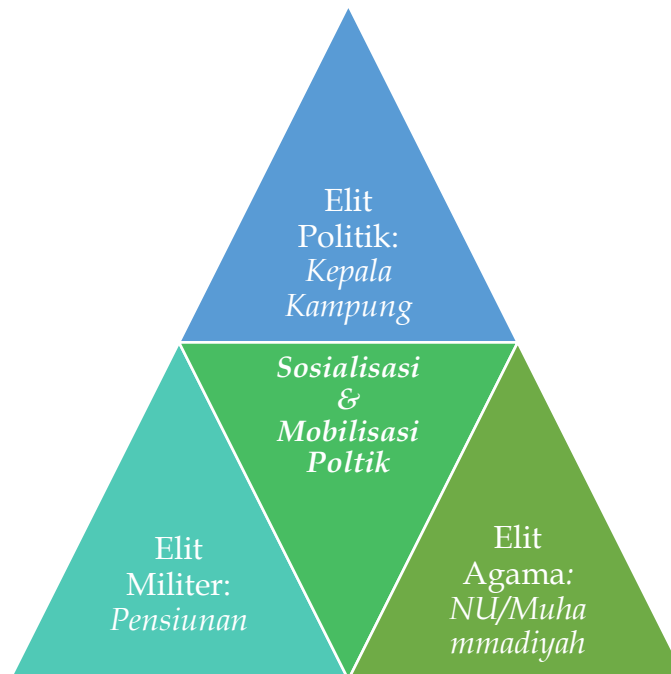 Elit
Politik:
Kepala
Kampung
Sosialisasi
&
Mobilisasi
Poltik
Elit
Militer:
Pensiunan
Elit
Agama:
NU/Muha
mmadiyah